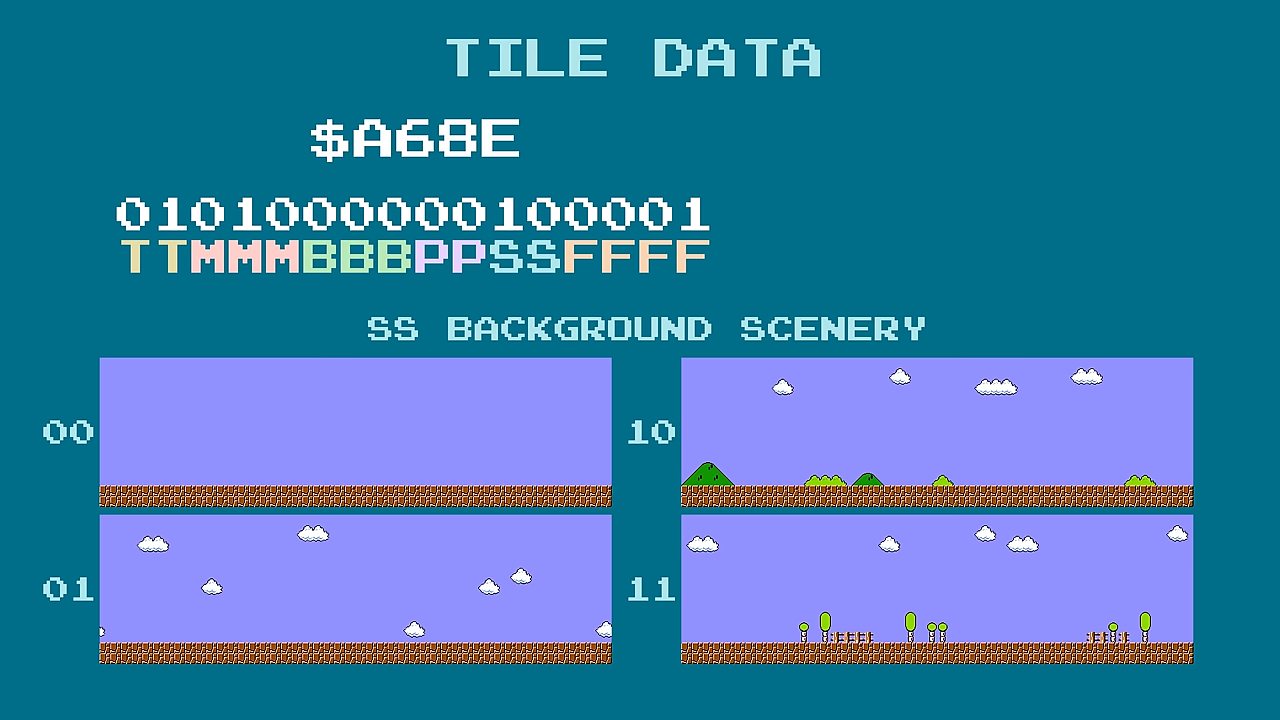 TILE DATA
$A68E
0101000000100001
TTMMMBBBPPSSFFFF
SS BACKGROUND SCENERY
00
10
01
11